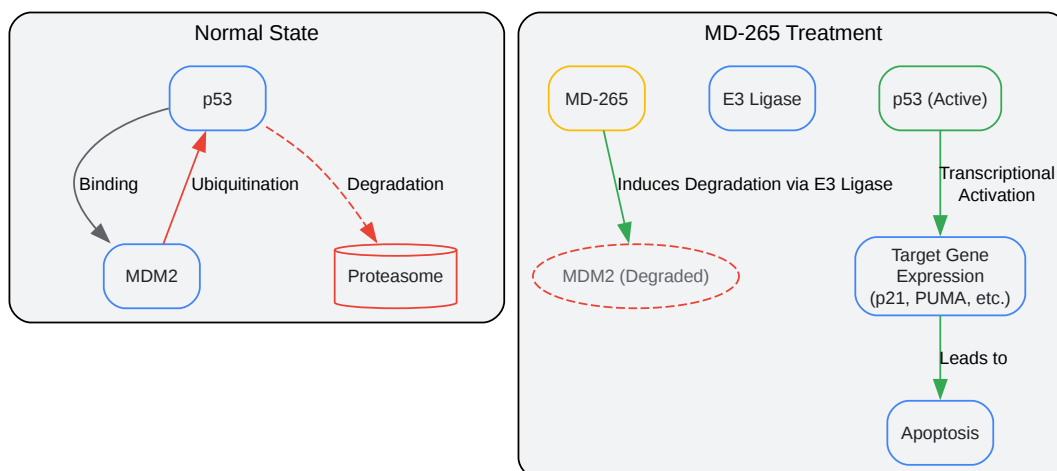 Normal State
p53
Binding
Ubiquitination
Degradation
MDM2
Proteasome
MD-265 Treatment
MD-265
E3 Ligase
p53 (Active)
Induces Degradation via E3 Ligase
Transcriptional
Activation
MDM2 (Degraded)
Target Gene
Expression
(p21, PUMA, etc.)
Leads to
Apoptosis